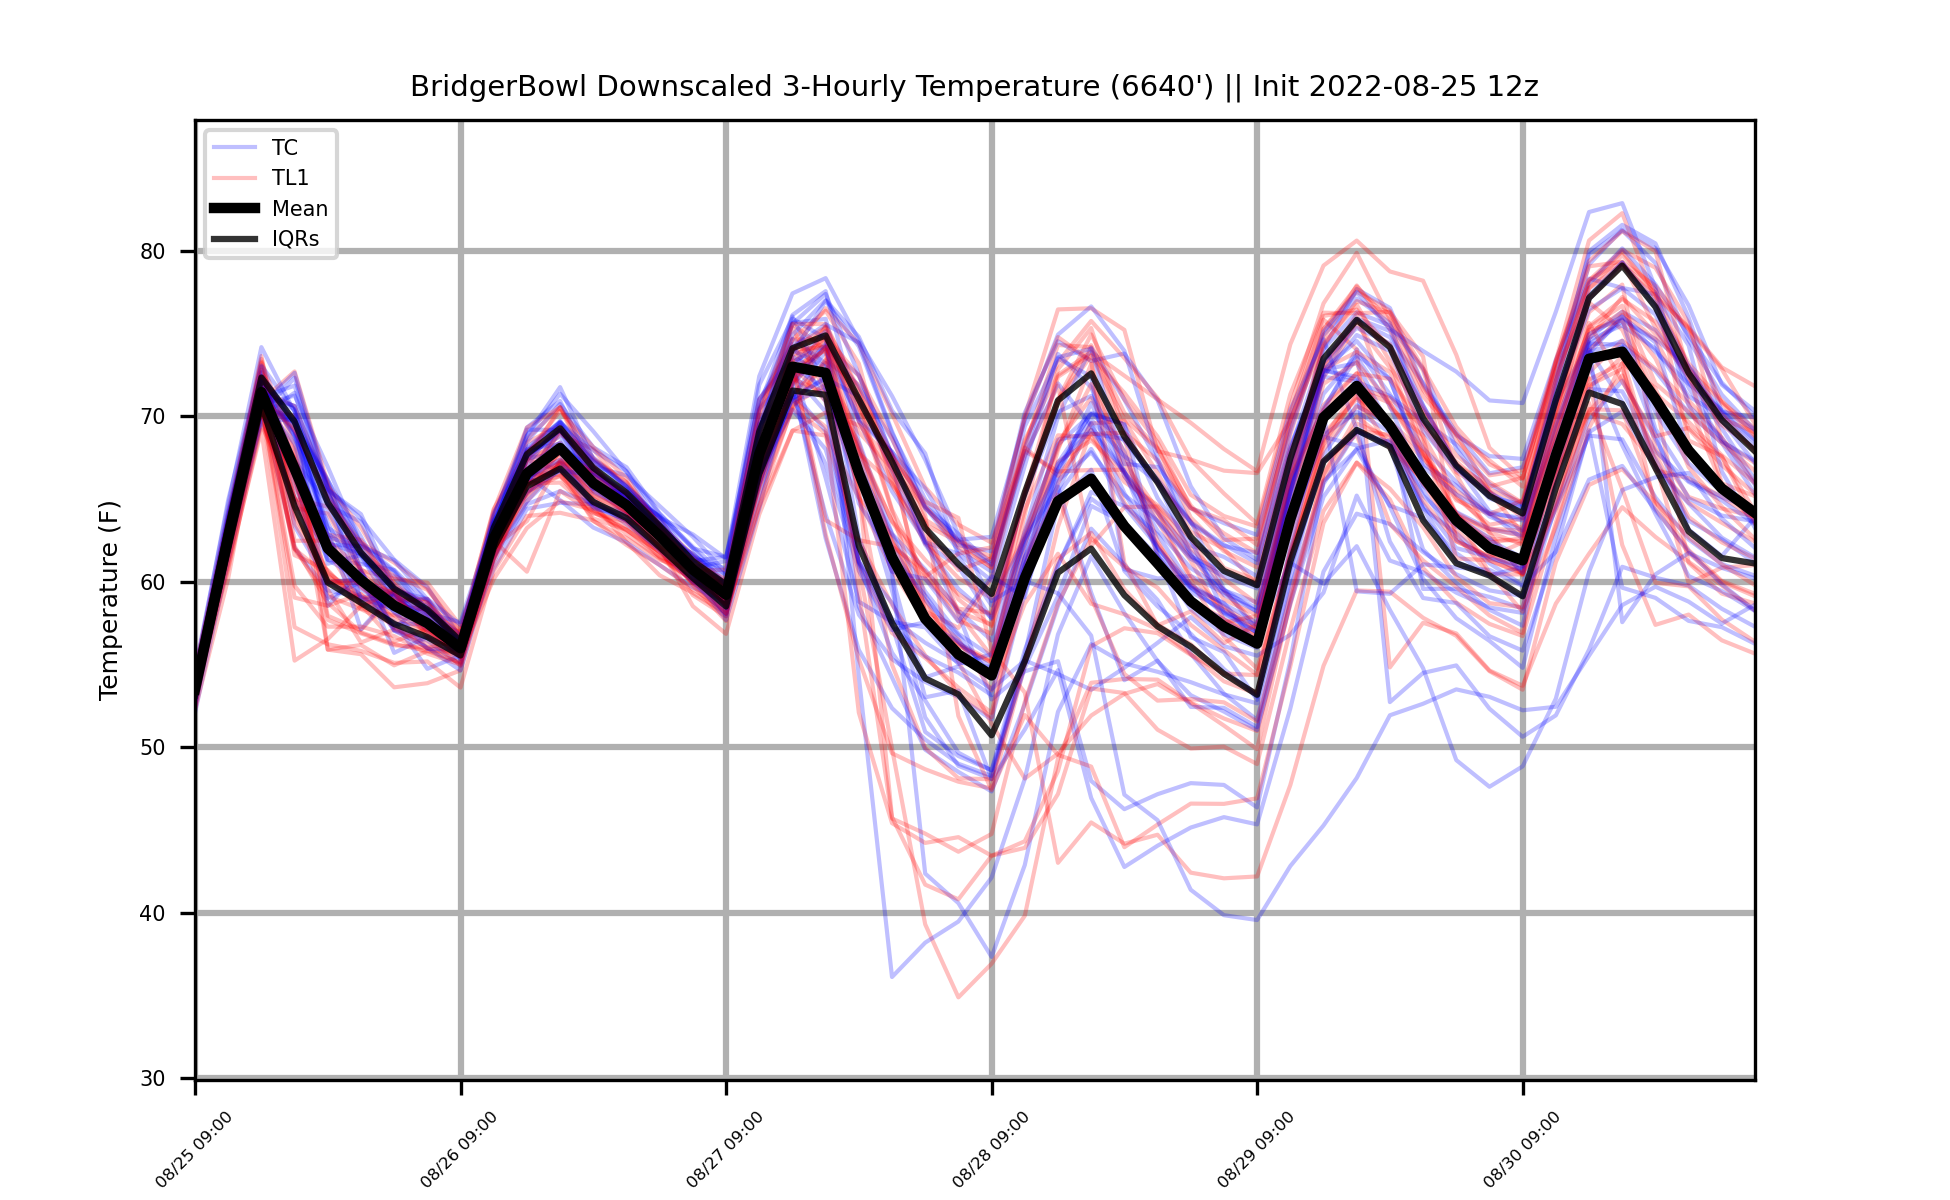 BridgerBowl Downscaled 3-Hourly Temperature (6640') || Init 2022-08-25 12z
TC
TL1
Mean
IQRs
Temperature (F)
80
70
60
50
40
30
08/25 09:00
08/26 09:00
08/27 09:00
08/28 09:00
08/29 09:00
08/30 09:00